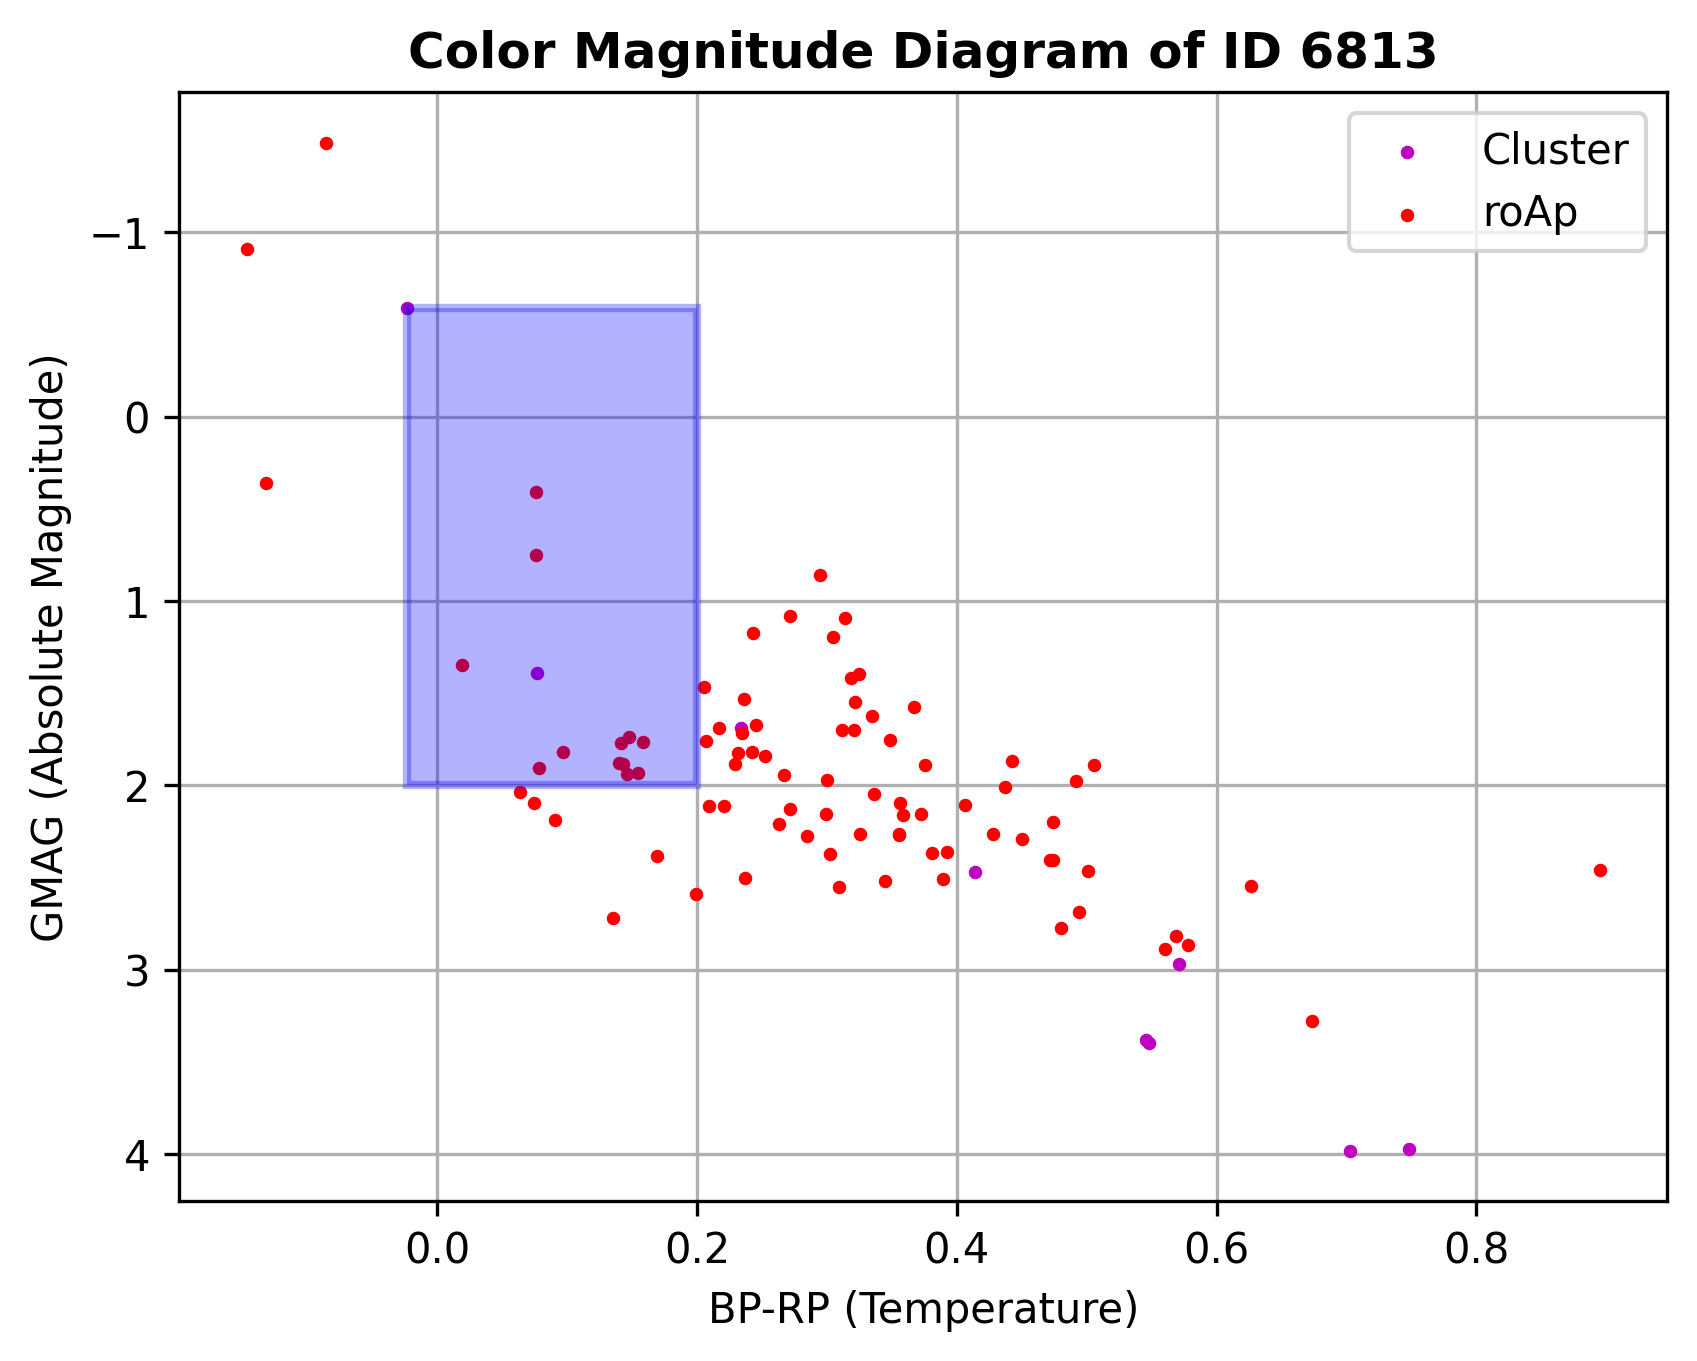 Color Magnitude Diagram of ID 6813
Cluster
roAp
GMAG (Absolute Magnitude)
−1
0
1
2
3
4
0.0 0.2 0.4 0.6 0.8
BP-RP (Temperature)